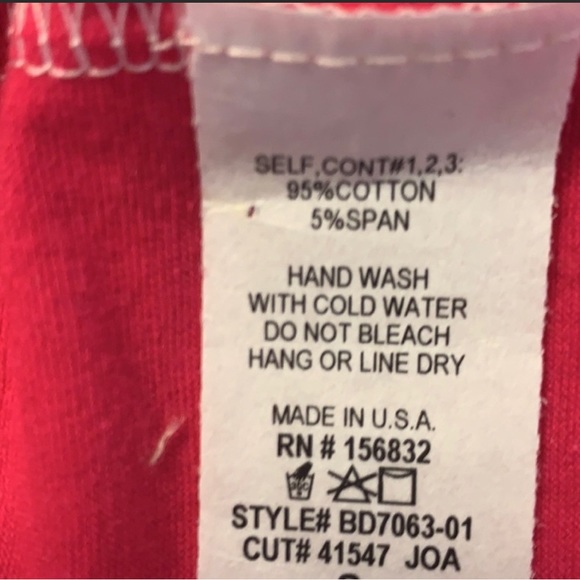 SELF,CONT#1,2,3:
95%COTTON
5%SPAN
HAND WASH
WITH COLD WATER
DO NOT BLEACH
HANG OR LINE DRY
MADE IN U.S.A.
RN # 156832
STYLE# BD7063-01
CUT# 41547 JOA